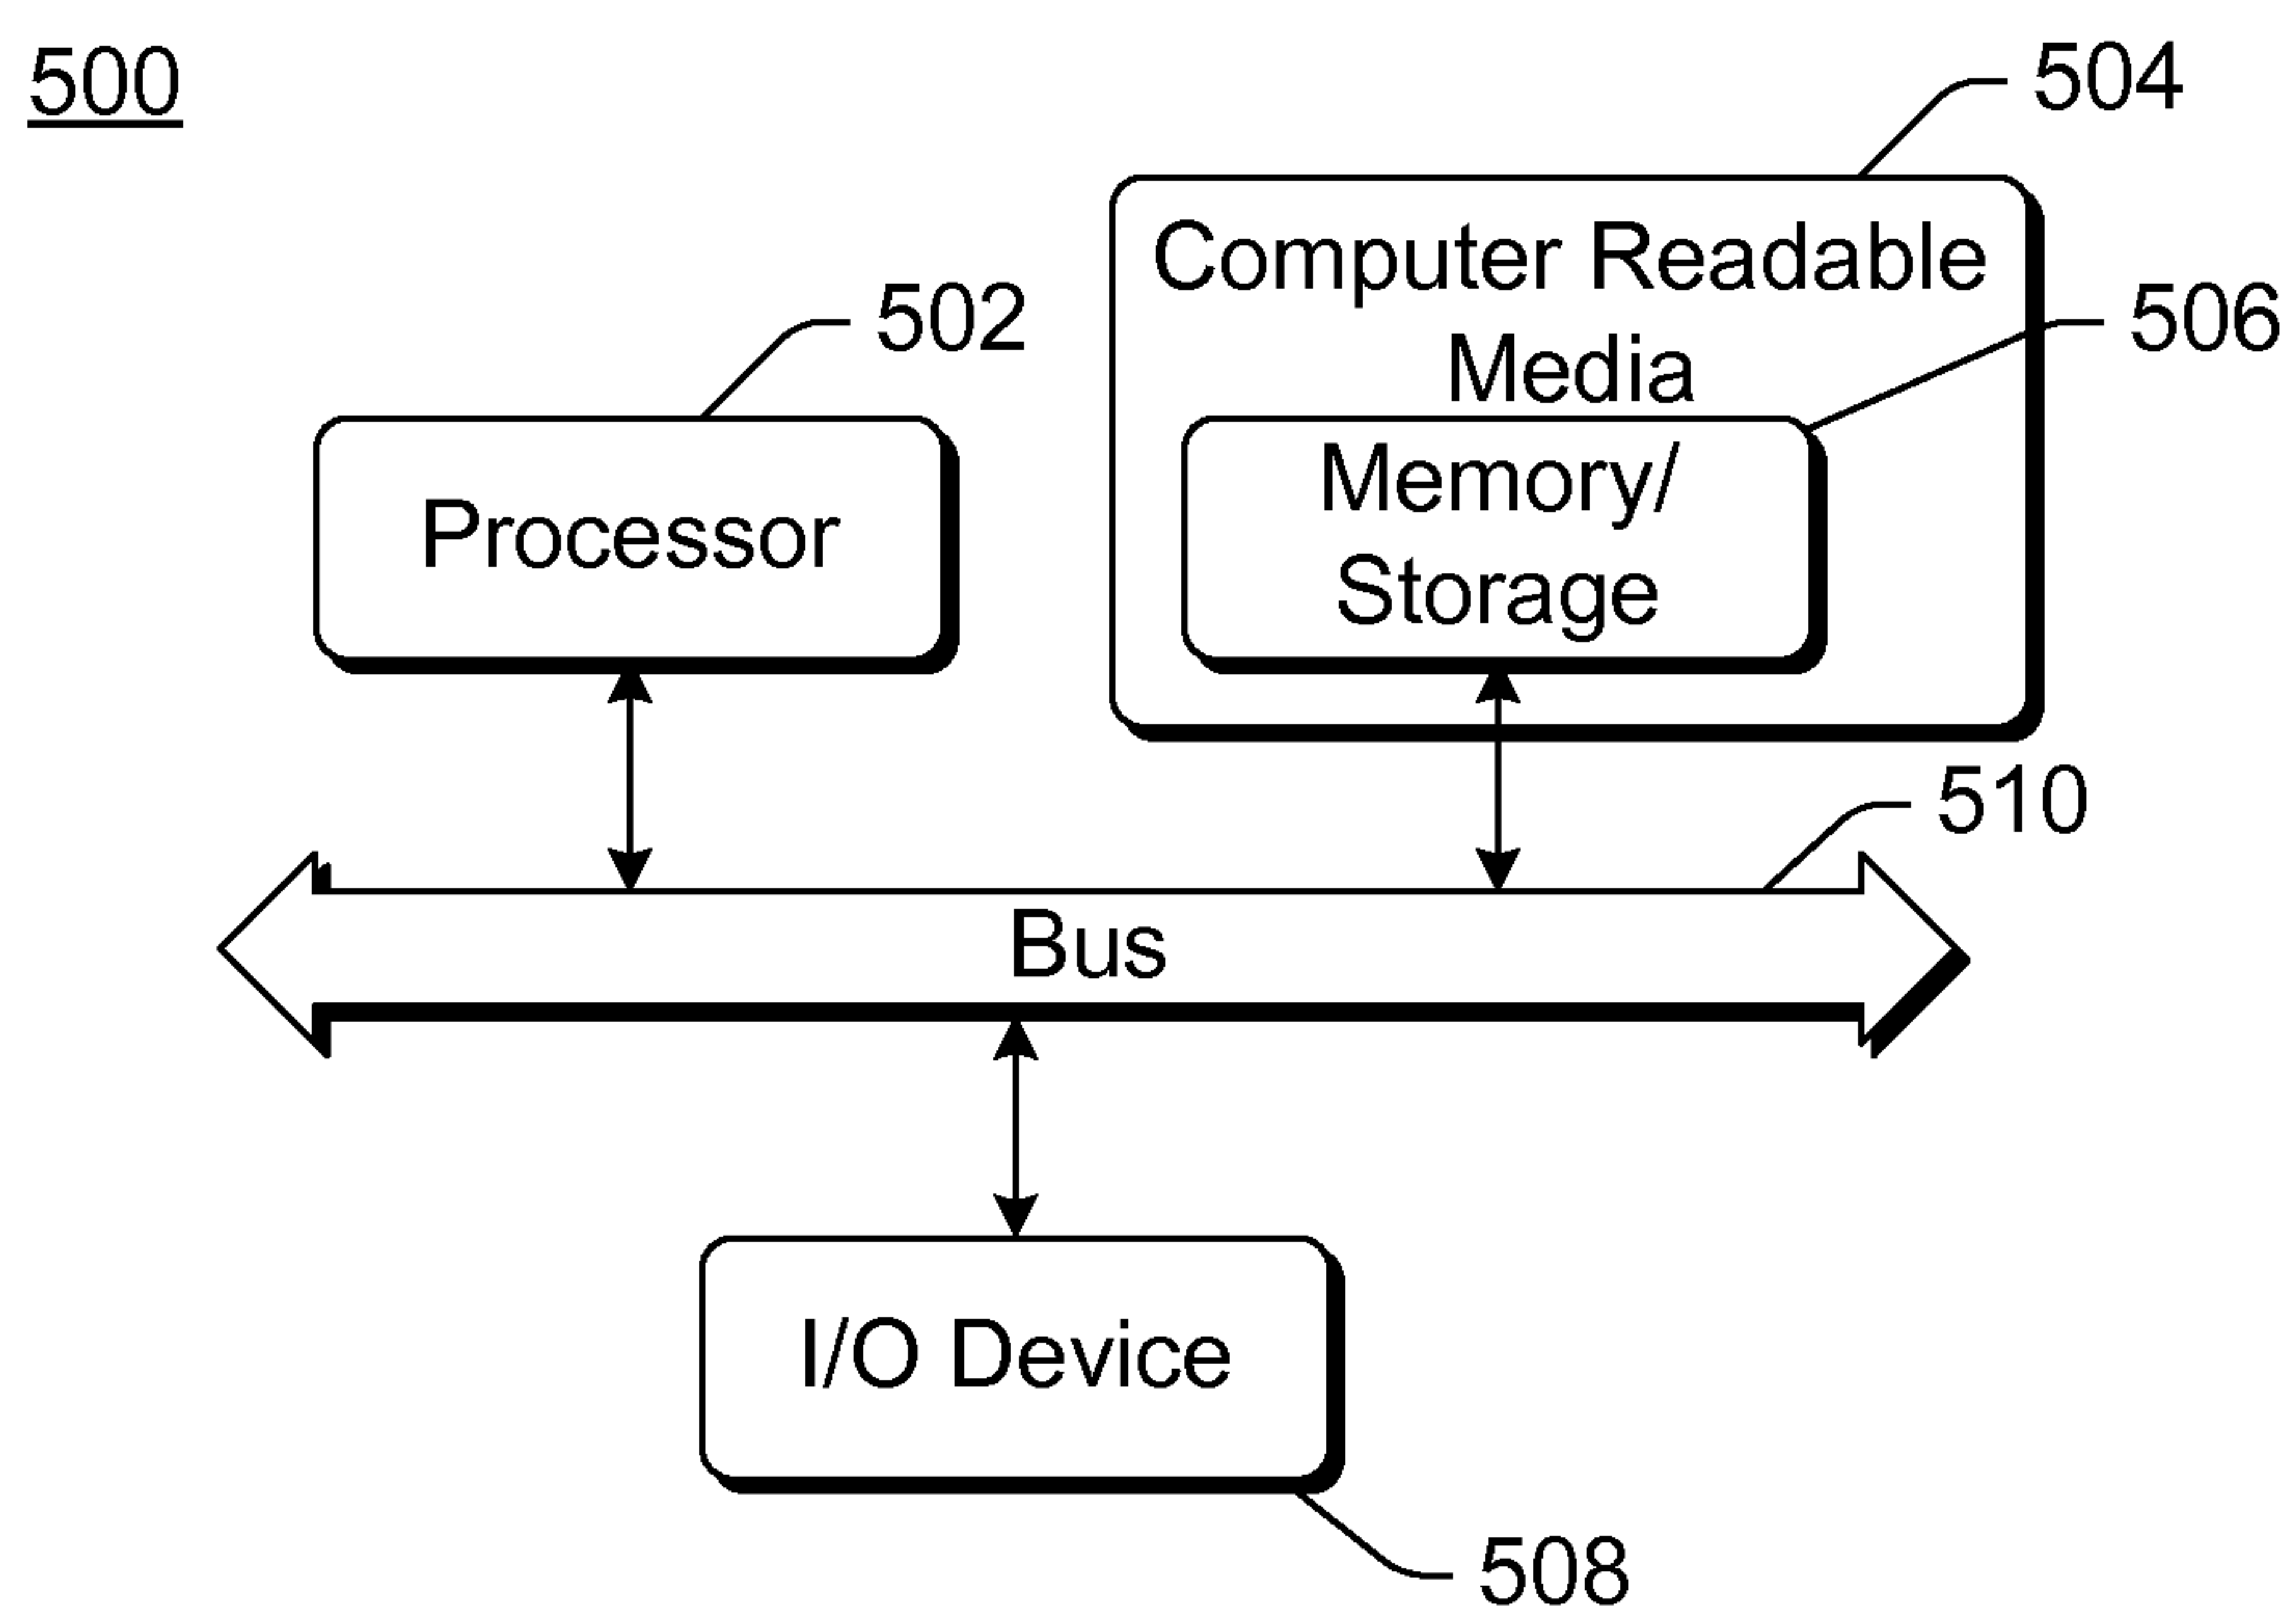 500
504
Computer Readable
Media
502
506
Processor
Memory/
Storage
510
Bus
I/O Device
508